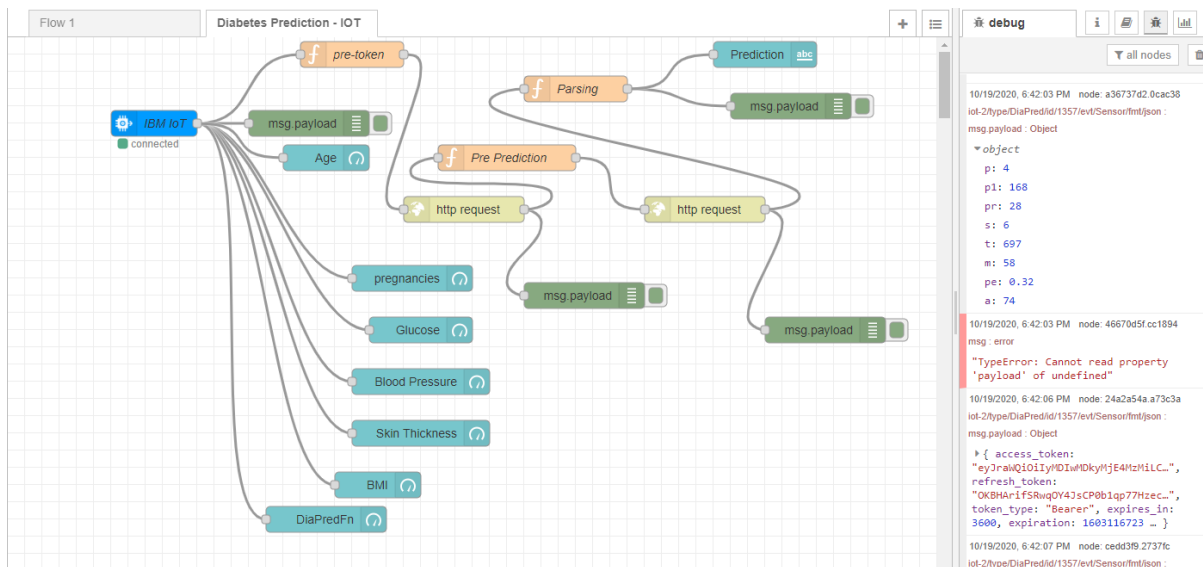 Flow 1
Diabetes Prediction - IOT
debug
i
all nodes
pre-token
Prediction
abc
Parsing
msg.payload
IBM IoT
connected
msg.payload
Age
Pre Prediction
http request
http request
pregnancies
msg.payload
Glucose
msg.payload
Blood Pressure
Skin Thickness
BMI
DiaPredFn
10/19/2020, 6:42:03 PM node: a36737d2.0cac38
iot-2/type/DiaPred/id/1357/evt/Sensor/fmt/json :
msg.payload : Object
object
p: 4
p1: 168
pr: 28
s: 6
t: 697
m: 58
pe: 0.32
a: 74
10/19/2020, 6:42:03 PM node: 46670d5f.cc1894
msg : error
"TypeError: Cannot read property
'payload' of undefined"
10/19/2020, 6:42:06 PM node: 24a2a54a.a73c3a
iot-2/type/DiaPred/id/1357/evt/Sensor/fmt/json :
msg.payload : Object
{ access_token:
"eyJraWQiOiIyMDIwMDkyMjE4MzMiLC…",
refresh_token:
"OKBHArifSRwqOY4JsCP0b1qp77Hzec…",
token_type: "Bearer", expires_in:
3600, expiration: 1603116723 … }
10/19/2020, 6:42:07 PM node: cedd3f9.2737fc
iot-2/type/DiaPred/id/1357/evt/Sensor/fmt/json :